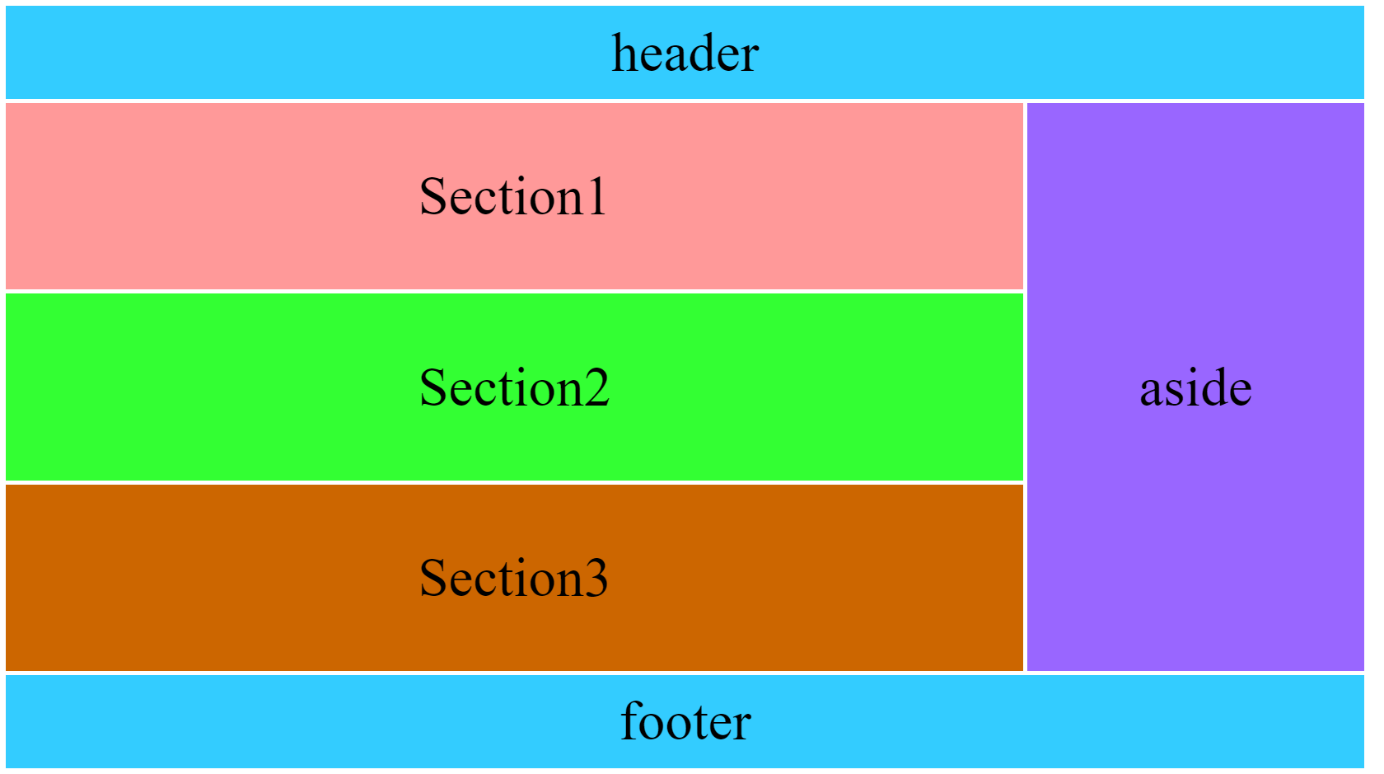 header
Section1
Section2
aside
Section3
footer